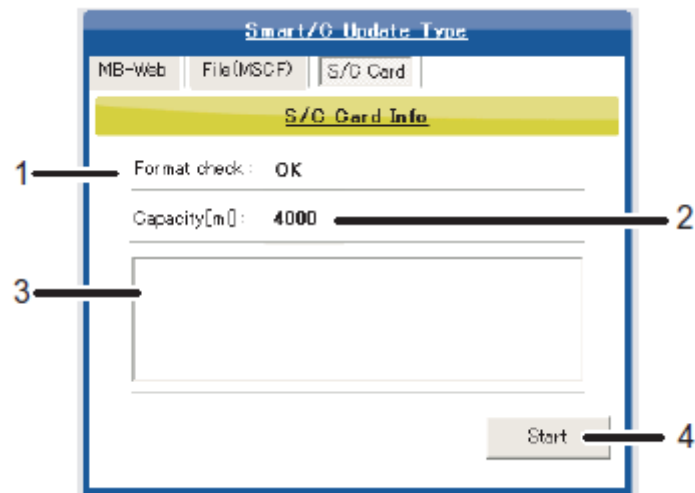 Smart/C Update Type
MB-Web File(MSCF) S/C Card
S/C Card Info
1 Format check : OK
Capacity[ml] : 4000 2
3
Start 4